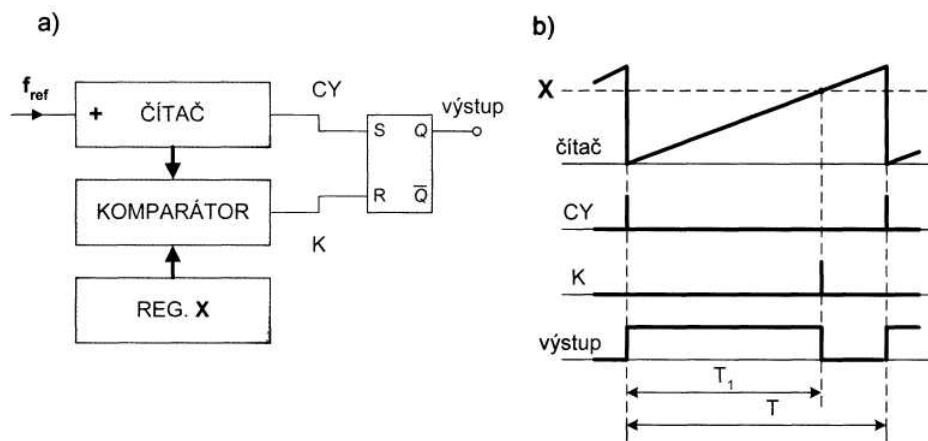 a)
f_ref
+ ČÍTAČ
CY
výstup
S Q
R Q̅
KOMPARÁTOR
K
REG. X
b)
X
čítač
CY
K
výstup
T₁
T